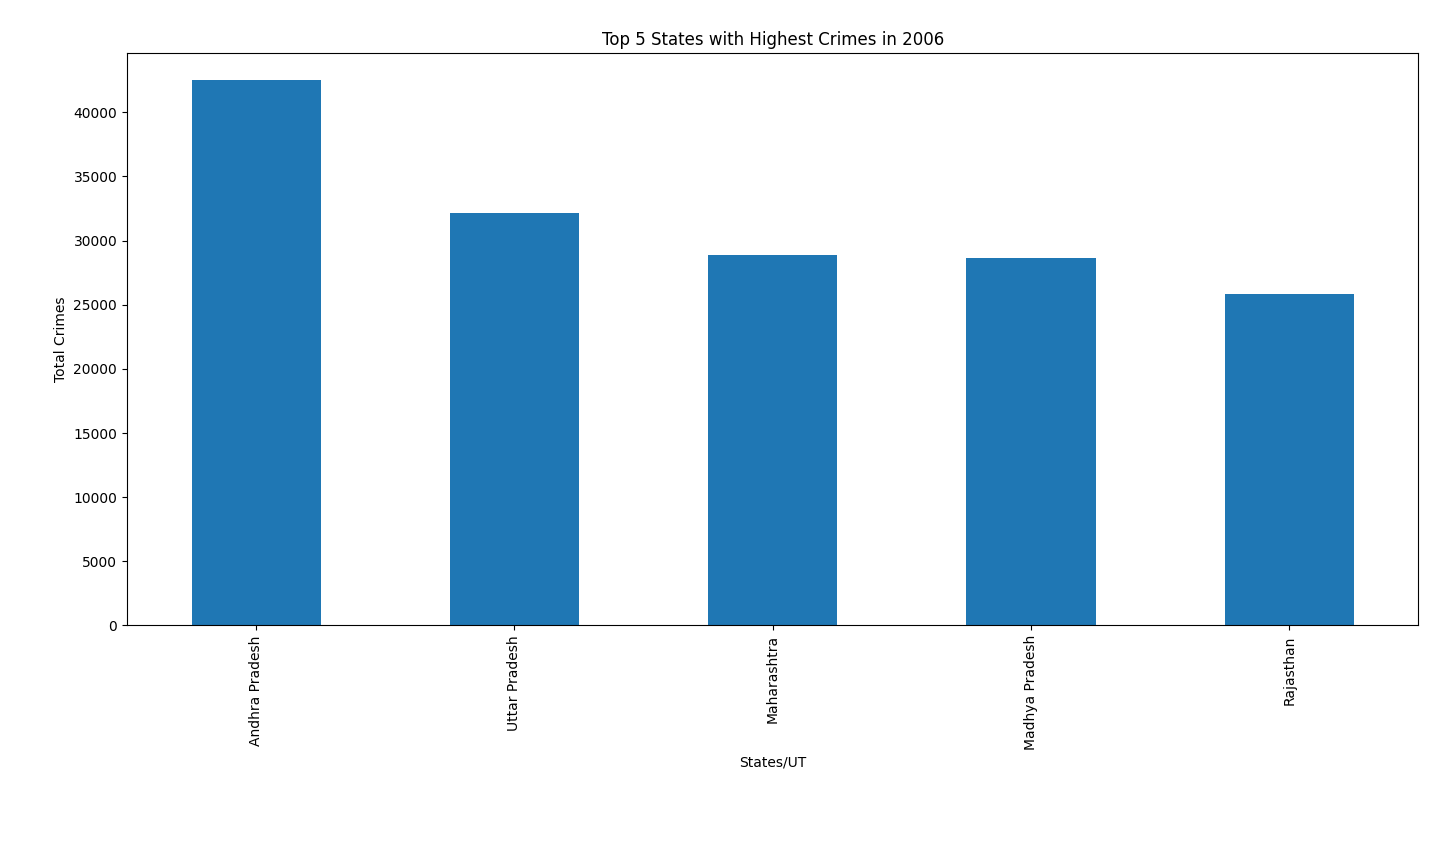 Top 5 States with Highest Crimes in 2006
Total Crimes
40000
35000
30000
25000
20000
15000
10000
5000
0
Andhra Pradesh
Uttar Pradesh
Maharashtra
Madhya Pradesh
Rajasthan
States/UT